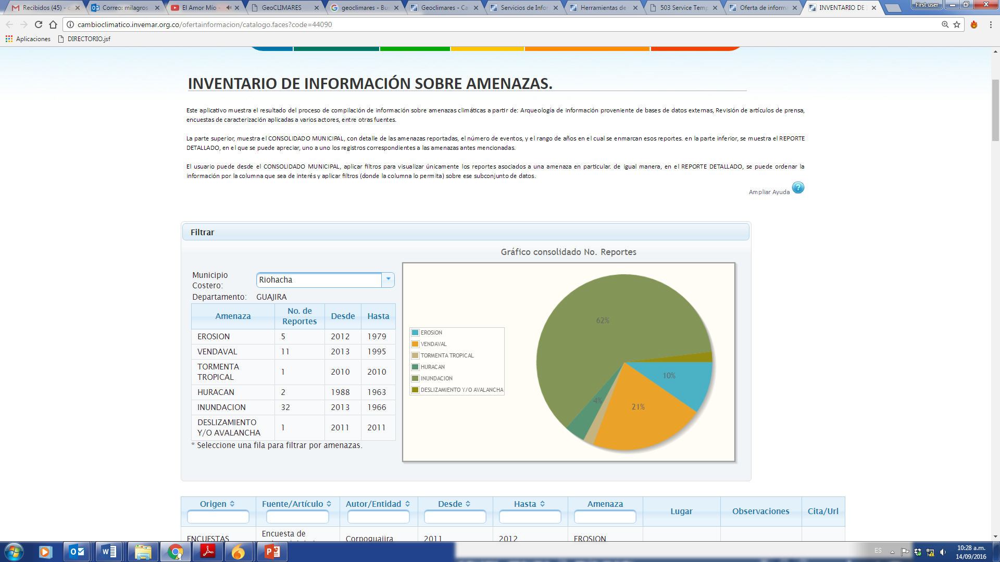 Recibidos (45) - c
Correo: milagros
El Amor Mío -
GeoCLIMARES
geoclimares - Bus
Geoclimares - Ca
Servicios de Infor
Herramientas de
503 Service Temp
Oferta de informa
INVENTARIO DE
First user
cambioclimatico.invemar.org.co/ofertainformacion/catalogo.faces?code=44090
Aplicaciones
DIRECTORIO.jsf
INVENTARIO DE INFORMACIÓN SOBRE AMENAZAS.
Este aplicativo muestra el resultado del proceso de compilación de información sobre amenazas climáticas a partir de: Arqueología de información proveniente de bases de datos externas, Revisión de artículos de prensa,
encuestas de caracterización aplicadas a varios actores, entre otras fuentes.
La parte superior, muestra el CONSOLIDADO MUNICIPAL, con detalle de las amenazas reportadas, el número de eventos, y el rango de años en el cual se enmarcan esos reportes. en la parte inferior, se muestra el REPORTE
DETALLADO, en el que se puede apreciar, uno a uno los registros correspondientes a las amenazas antes mencionadas.
El usuario puede desde el CONSOLIDADO MUNICIPAL, aplicar filtros para visualizar únicamente los reportes asociados a una amenaza en particular. de igual manera, en el REPORTE DETALLADO, se puede ordenar la
información por la columna que sea de interés y aplicar filtros (donde la columna lo permita) sobre ese subconjunto de datos.
Ampliar Ayuda ?
Filtrar
Gráfico consolidado No. Reportes
Municipio
Costero:
Riohacha
Departamento: GUAJIRA
Amenaza No. de Reportes Desde Hasta
EROSION 5 2012 1979
VENDAVAL 11 2013 1995
TORMENTA TROPICAL 1 2010 2010
HURACAN 2 1988 1963
INUNDACION 32 2013 1966
DESLIZAMIENTO Y/O AVALANCHA 1 2011 2011
* Seleccione una fila para filtrar por amenazas.
EROSION
VENDAVAL
TORMENTA TROPICAL
HURACAN
INUNDACION
DESLIZAMIENTO Y/O AVALANCHA
62%
10%
4%
21%
Origen Fuente/Artículo Autor/Entidad Desde Hasta Amenaza Lugar Observaciones Cita/Url
Encuesta de
ENCUESTAS Corpoguajira 2011 2012 EROSION
ES
10:28 a.m.
14/09/2016